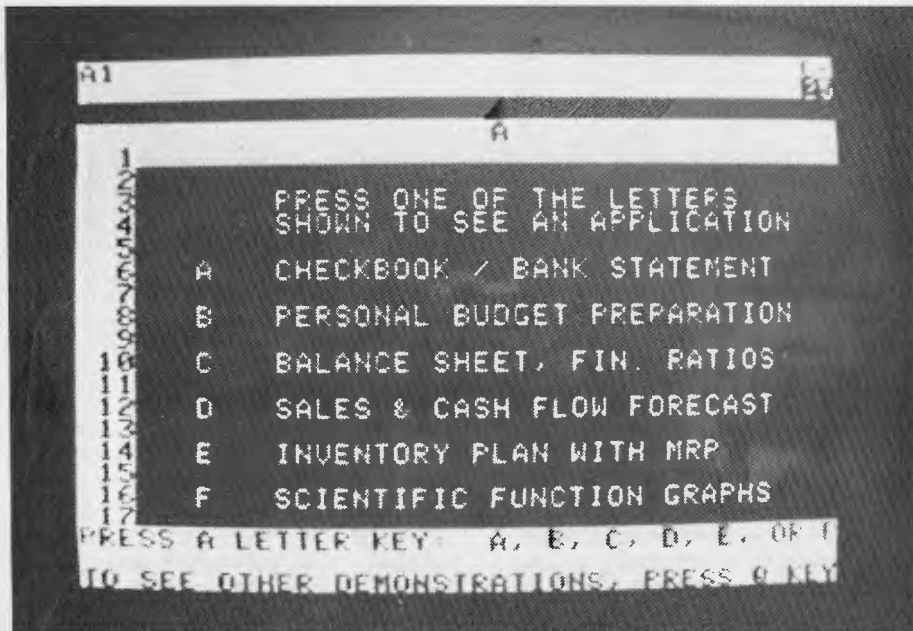 A1
A
1
2
3 PRESS ONE OF THE LETTERS
4 SHOWN TO SEE AN APPLICATION
5
6 A CHECKBOOK / BANK STATEMENT
7
8 B PERSONAL BUDGET PREPARATION
9
10 C BALANCE SHEET, FIN. RATIOS
11
12 D SALES & CASH FLOW FORECAST
13
14 E INVENTORY PLAN WITH MRP
15
16 F SCIENTIFIC FUNCTION GRAPHS
17
PRESS A LETTER KEY: A, B, C, D, E, OR
TO SEE OTHER DEMONSTRATIONS, PRESS Q KEY